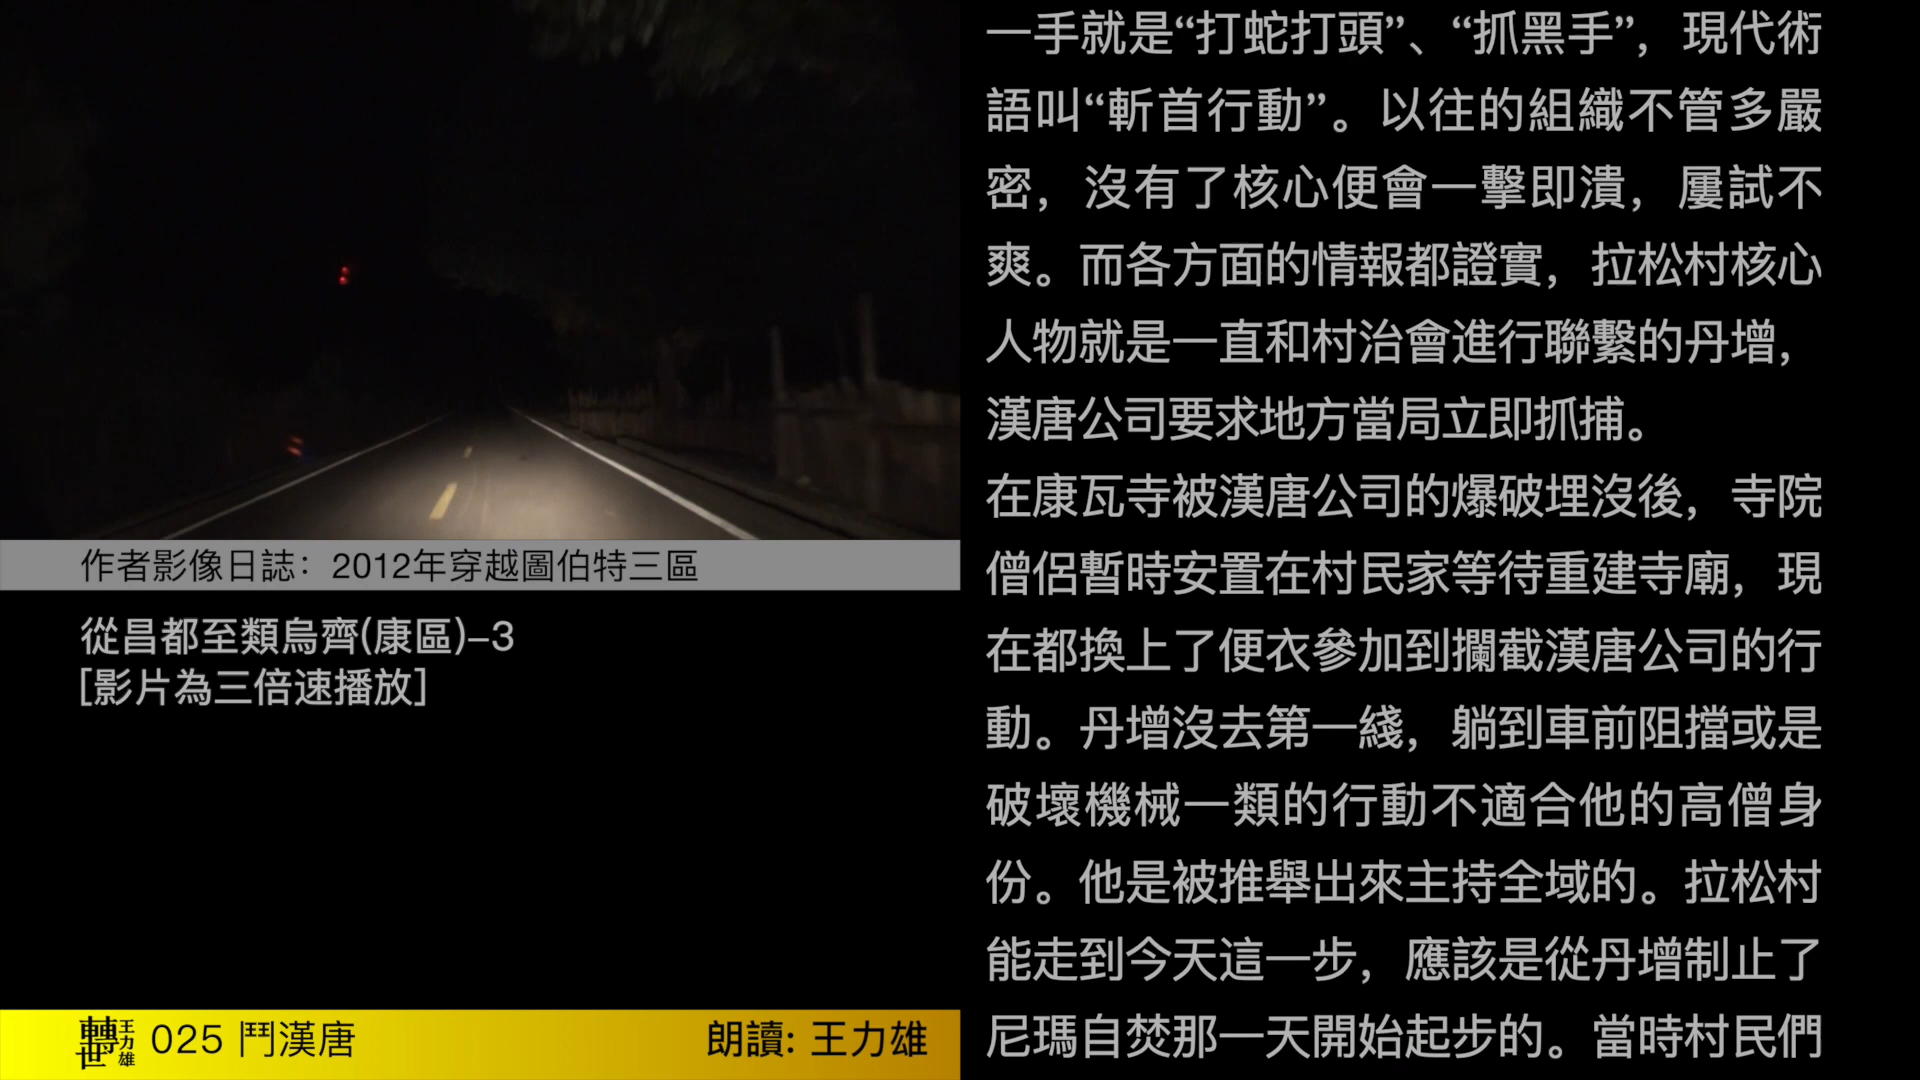 作者影像日誌：2012年穿越圖伯特三區
從昌都至類烏齊(康區)–3
[影片為三倍速播放]
轉世
王力雄
025 鬥漢唐
朗讀: 王力雄
一手就是“打蛇打頭”、“抓黑手”，現代術
語叫“斬首行動”。以往的組織不管多嚴
密，沒有了核心便會一擊即潰，屢試不
爽。而各方面的情報都證實，拉松村核心
人物就是一直和村治會進行聯繫的丹增，
漢唐公司要求地方當局立即抓捕。
在康瓦寺被漢唐公司的爆破埋沒後，寺院
僧侶暫時安置在村民家等待重建寺廟，現
在都換上了便衣參加到攔截漢唐公司的行
動。丹增沒去第一綫，躺到車前阻擋或是
破壞機械一類的行動不適合他的高僧身
份。他是被推舉出來主持全域的。拉松村
能走到今天這一步，應該是從丹增制止了
尼瑪自焚那一天開始起步的。當時村民們